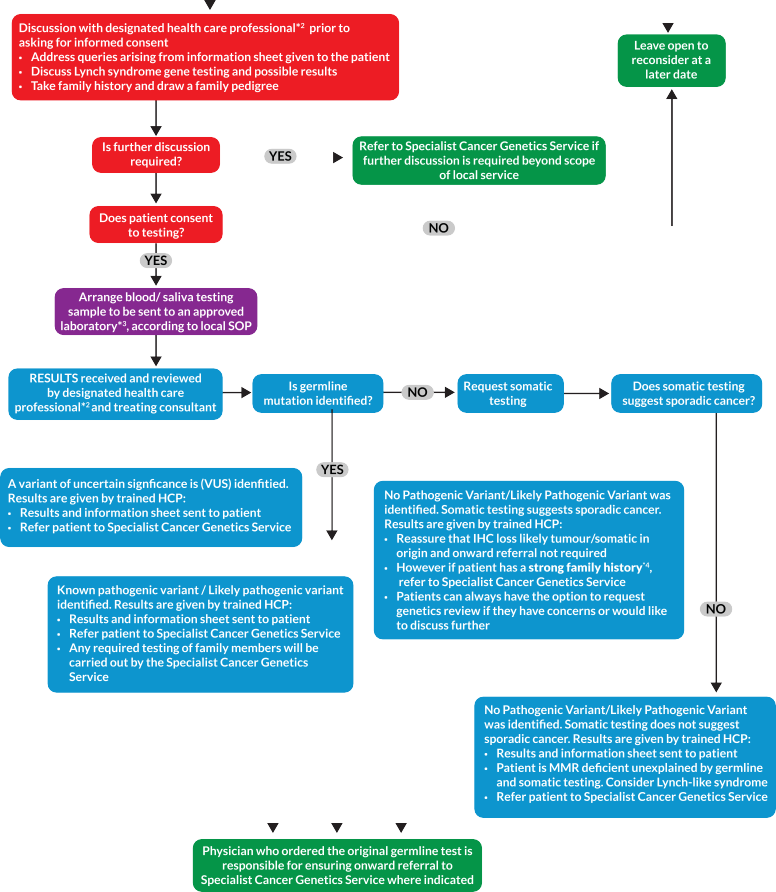 Discussion with designated health care professional*2 prior to
asking for informed consent
• Address queries arising from information sheet given to the patient
• Discuss Lynch syndrome gene testing and possible results
• Take family history and draw a family pedigree
Leave open to
reconsider at a
later date
Is further discussion
required?
YES
Refer to Specialist Cancer Genetics Service if
further discussion is required beyond scope
of local service
Does patient consent
to testing?
NO
YES
Arrange blood/ saliva testing
sample to be sent to an approved
laboratory*3, according to local SOP
RESULTS received and reviewed
by designated health care
professional*2 and treating consultant
Is germline
mutation identified?
NO
Request somatic
testing
Does somatic testing
suggest sporadic cancer?
YES
A variant of uncertain signficance is (VUS) identfitied.
Results are given by trained HCP:
• Results and information sheet sent to patient
• Refer patient to Specialist Cancer Genetics Service
No Pathogenic Variant/Likely Pathogenic Variant was
identified. Somatic testing suggests sporadic cancer.
Results are given by trained HCP:
• Reassure that IHC loss likely tumour/somatic in
origin and onward referral not required
• However if patient has a strong family history*4,
refer to Specialist Cancer Genetics Service
• Patients can always have the option to request
genetics review if they have concerns or would like
to discuss further
Known pathogenic variant / Likely pathogenic variant
identified. Results are given by trained HCP:
• Results and information sheet sent to patient
• Refer patient to Specialist Cancer Genetics Service
• Any required testing of family members will be
carried out by the Specialist Cancer Genetics
Service
NO
No Pathogenic Variant/Likely Pathogenic Variant
was identified. Somatic testing does not suggest
sporadic cancer. Results are given by trained HCP:
• Results and information sheet sent to patient
• Patient is MMR deficient unexplained by germline
and somatic testing. Consider Lynch-like syndrome
• Refer patient to Specialist Cancer Genetics Service
Physician who ordered the original germline test is
responsible for ensuring onward referral to
Specialist Cancer Genetics Service where indicated